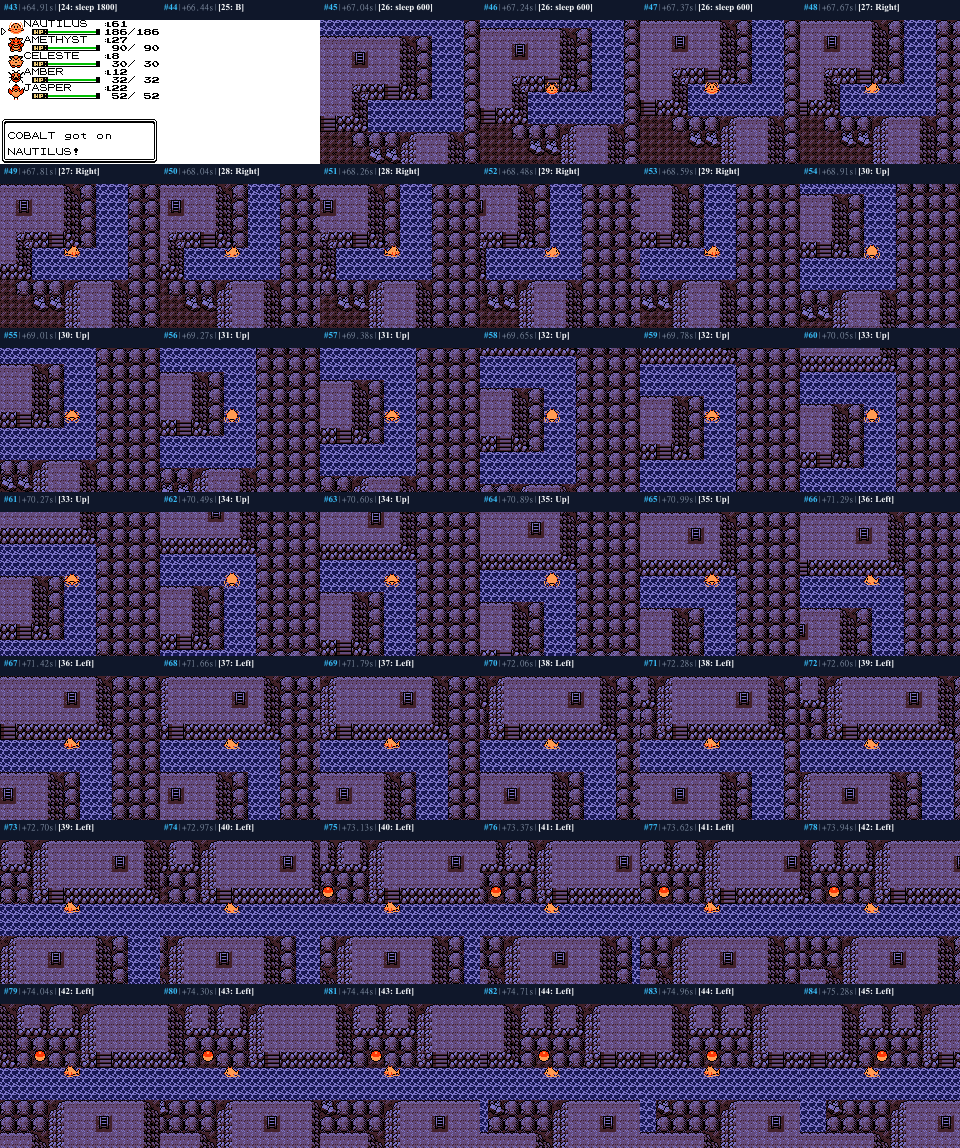 #43|+64.91s| [24: sleep 1800] #44|+66.44s| [25: B] #45|+67.04s| [26: sleep 600] #46|+67.24s| [26: sleep 600] #47|+67.37s| [26: sleep 600] #48|+67.67s| [27: Right]
NAUTILUS :61
HP: 186/186
AMETHYST :27
HP: 90/ 90
CELESTE :8
HP: 30/ 30
AMBER :12
HP: 32/ 32
JASPER :22
HP: 52/ 52
COBALT got on
NAUTILUS!
#49|+67.81s| [27: Right] #50|+68.04s| [28: Right] #51|+68.26s| [28: Right] #52|+68.48s| [29: Right] #53|+68.59s| [29: Right] #54|+68.91s| [30: Up]
#55|+69.01s| [30: Up] #56|+69.27s| [31: Up] #57|+69.38s| [31: Up] #58|+69.65s| [32: Up] #59|+69.78s| [32: Up] #60|+70.05s| [33: Up]
#61|+70.27s| [33: Up] #62|+70.49s| [34: Up] #63|+70.60s| [34: Up] #64|+70.89s| [35: Up] #65|+70.99s| [35: Up] #66|+71.29s| [36: Left]
#67|+71.42s| [36: Left] #68|+71.66s| [37: Left] #69|+71.79s| [37: Left] #70|+72.06s| [38: Left] #71|+72.28s| [38: Left] #72|+72.60s| [39: Left]
#73|+72.70s| [39: Left] #74|+72.97s| [40: Left] #75|+73.13s| [40: Left] #76|+73.37s| [41: Left] #77|+73.62s| [41: Left] #78|+73.94s| [42: Left]
#79|+74.04s| [42: Left] #80|+74.30s| [43: Left] #81|+74.44s| [43: Left] #82|+74.71s| [44: Left] #83|+74.96s| [44: Left] #84|+75.28s| [45: Left]